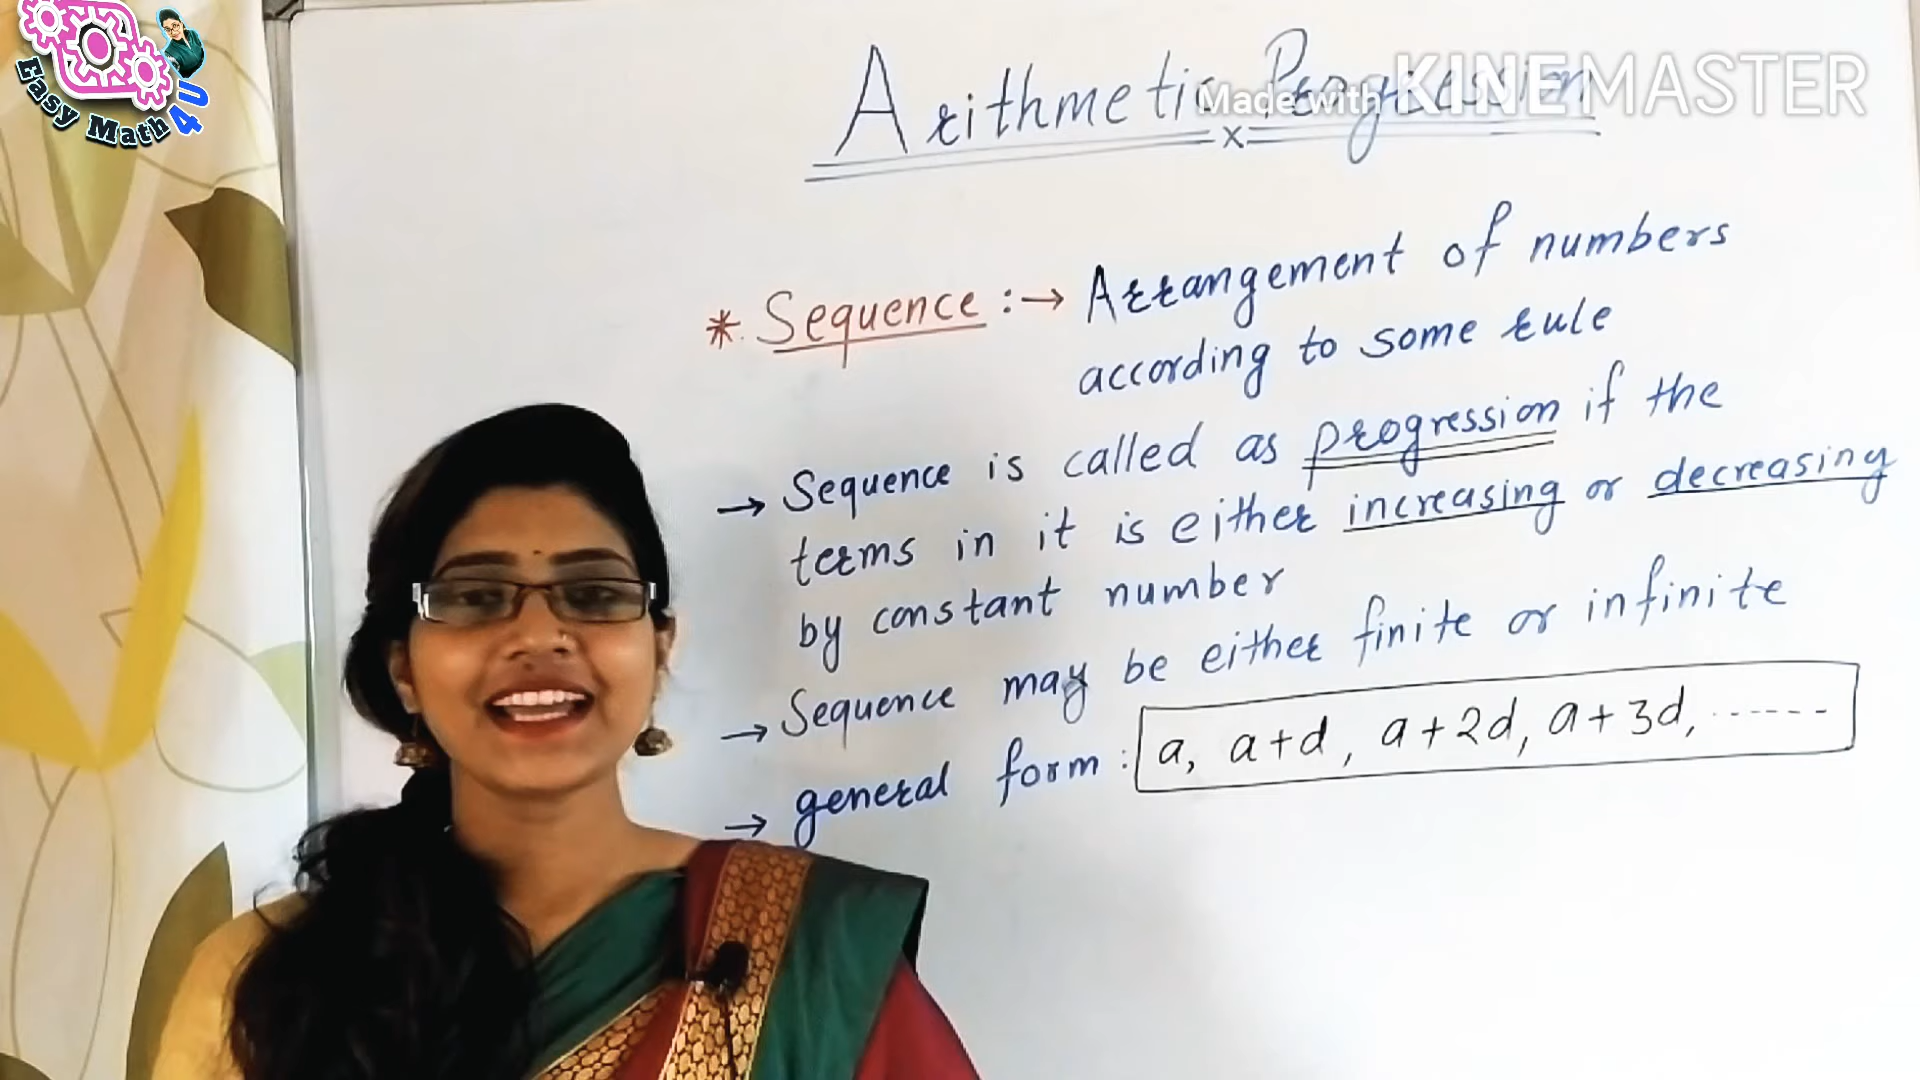 Easy Math 4U
Arithmetic Progression
Made with KINEMASTER
x
*. Sequence :→ Arrangement of numbers
according to some rule
→ Sequence is called as progression if the
terms in it is either increasing or decreasing
by constant number
→ Sequence may be either finite or infinite
→ general form : a, a+d, a+2d, a+3d, ------